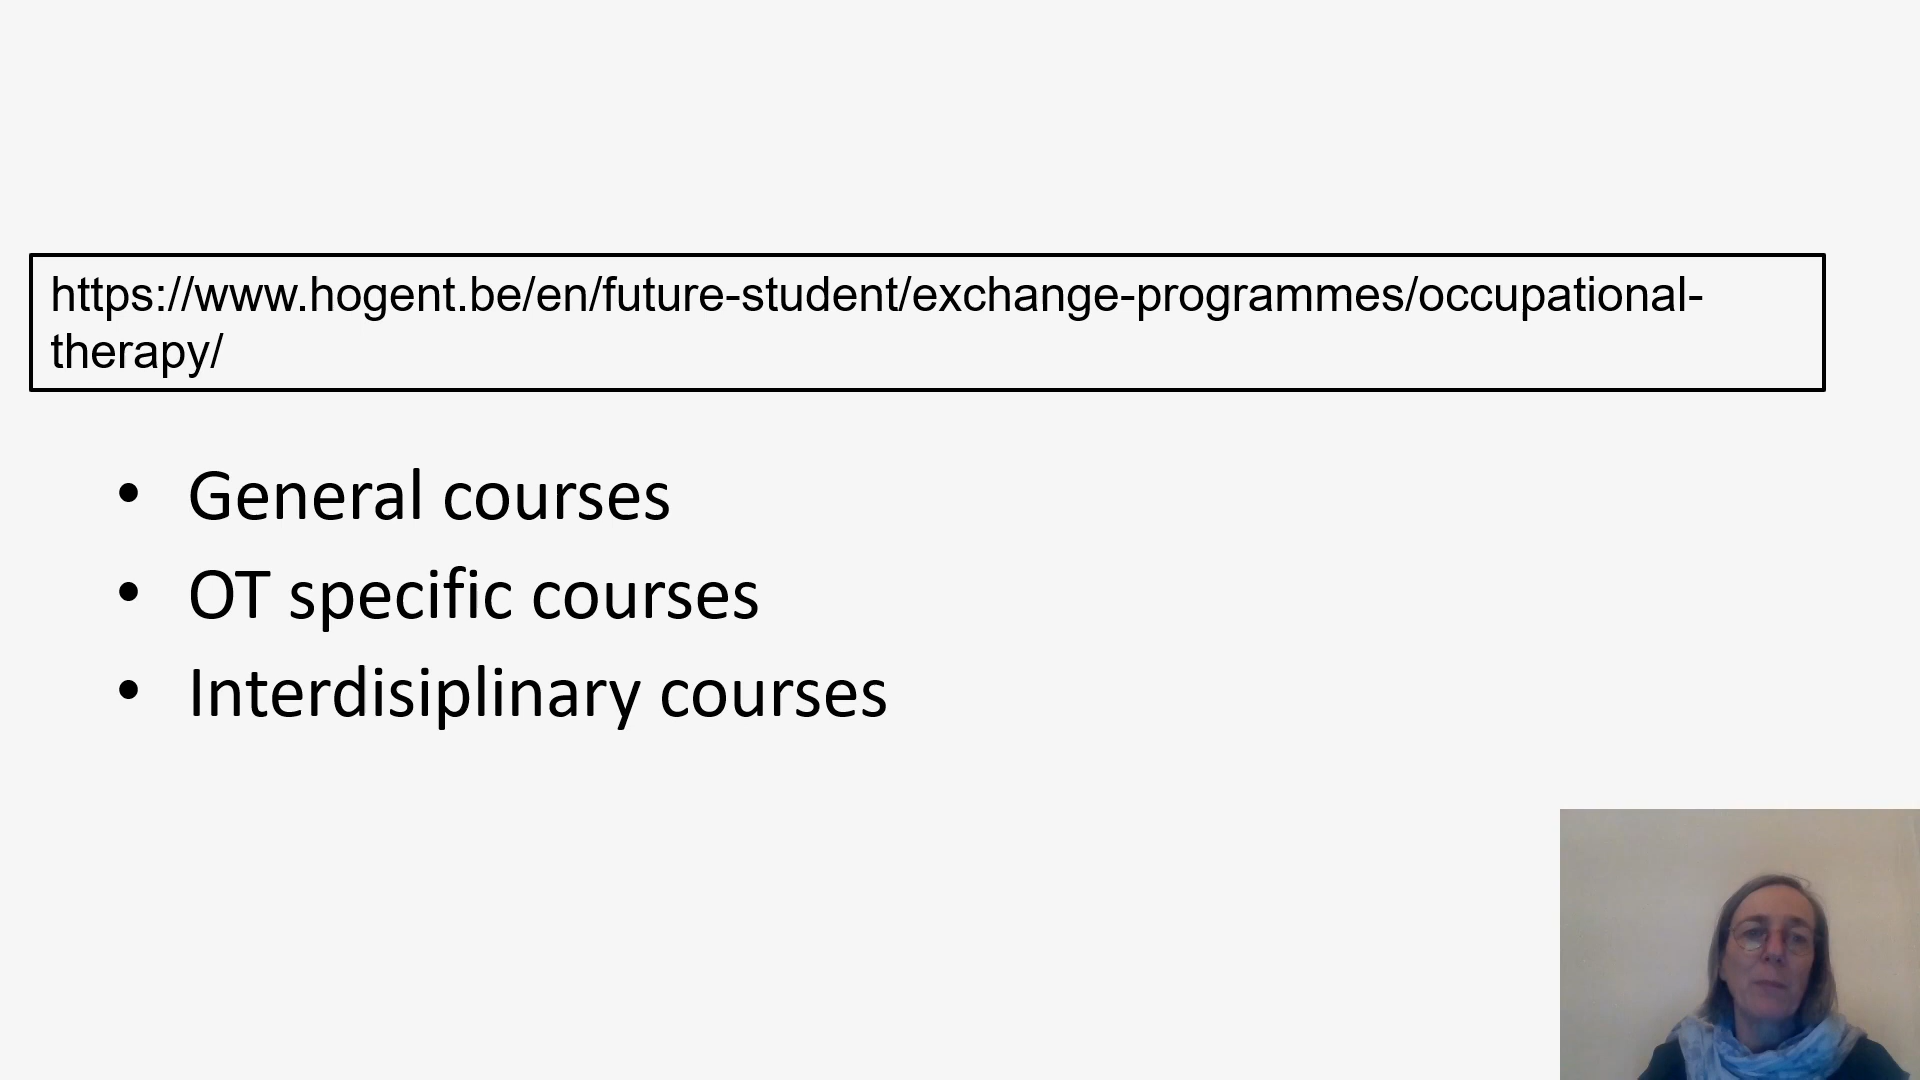 https://www.hogent.be/en/future-student/exchange-programmes/occupational-
therapy/
• General courses
• OT specific courses
• Interdisiplinary courses